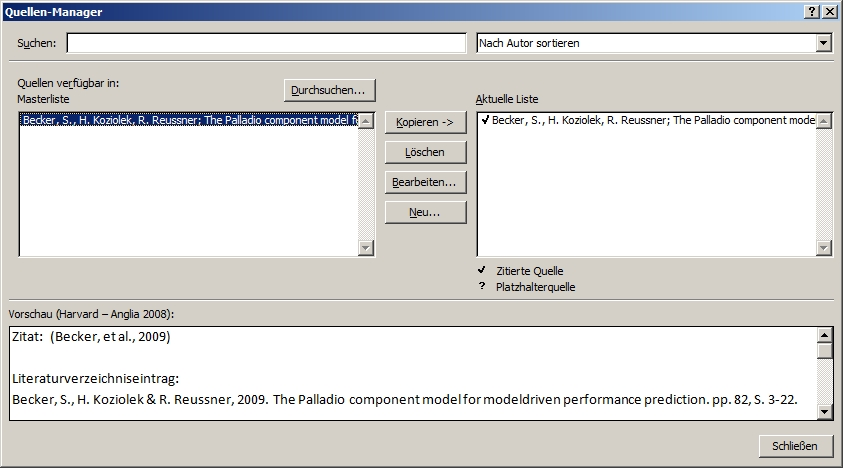 Quellen-Manager
Suchen:
Nach Autor sortieren
Quellen verfügbar in:
Masterliste
Durchsuchen...
Aktuelle Liste
Becker, S., H. Koziolek, R. Reussner; The Palladio component model fo
Kopieren ->
✓ Becker, S., H. Koziolek, R. Reussner; The Palladio component mode
Löschen
Bearbeiten...
Neu...
✓ Zitierte Quelle
? Platzhalterquelle
Vorschau (Harvard – Anglia 2008):
Zitat: (Becker, et al., 2009)
Literaturverzeichniseintrag:
Becker, S., H. Koziolek & R. Reussner, 2009. The Palladio component model for modeldriven performance prediction. pp. 82, S. 3-22.
Schließen